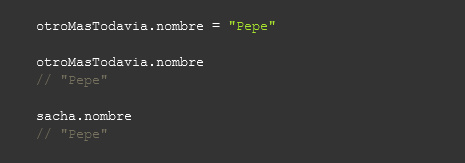 otroMasTodavia.nombre = "Pepe"
otroMasTodavia.nombre
// "Pepe"
sacha.nombre
// "Pepe"